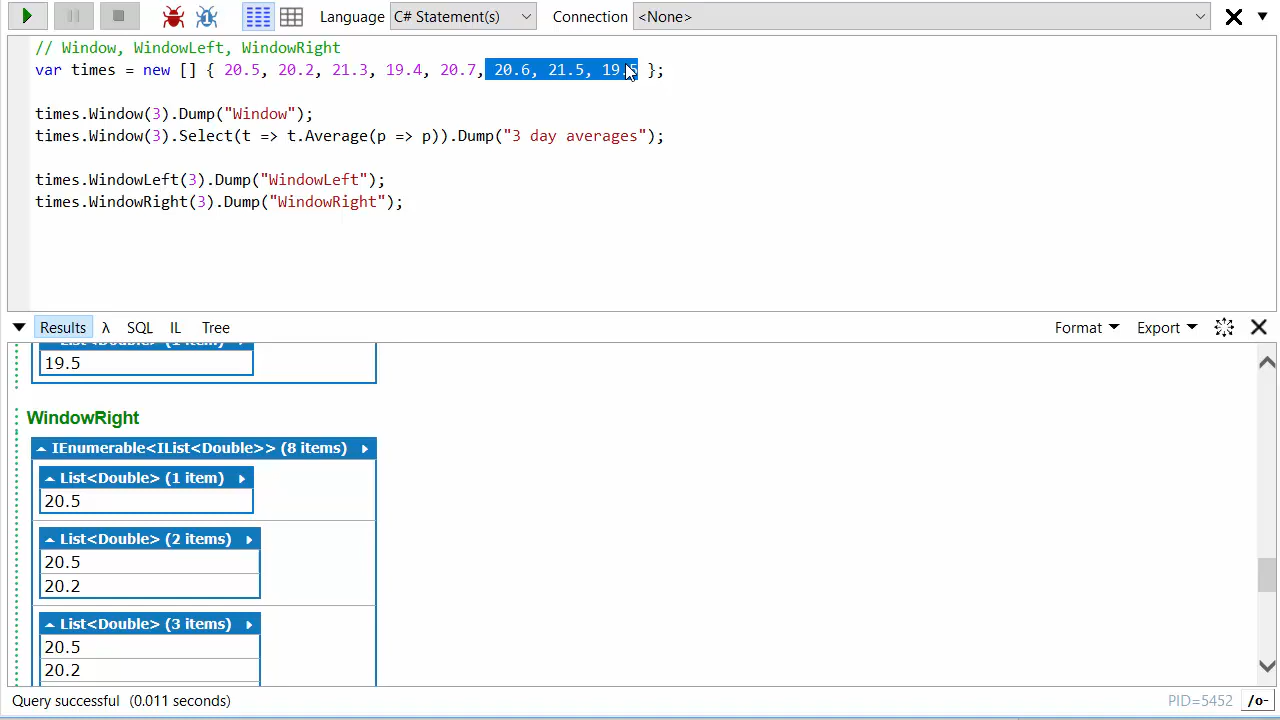 Language C# Statement(s) Connection <None>
// Window, WindowLeft, WindowRight
var times = new [] { 20.5, 20.2, 21.3, 19.4, 20.7, 20.6, 21.5, 19.5 };
times.Window(3).Dump("Window");
times.Window(3).Select(t => t.Average(p => p)).Dump("3 day averages");
times.WindowLeft(3).Dump("WindowLeft");
times.WindowRight(3).Dump("WindowRight");
Results λ SQL IL Tree Format Export
List<Double> (1 item)
19.5
WindowRight
IEnumerable<IList<Double>> (8 items)
List<Double> (1 item)
20.5
List<Double> (2 items)
20.5
20.2
List<Double> (3 items)
20.5
20.2
Query successful (0.011 seconds) PID=5452 /o-